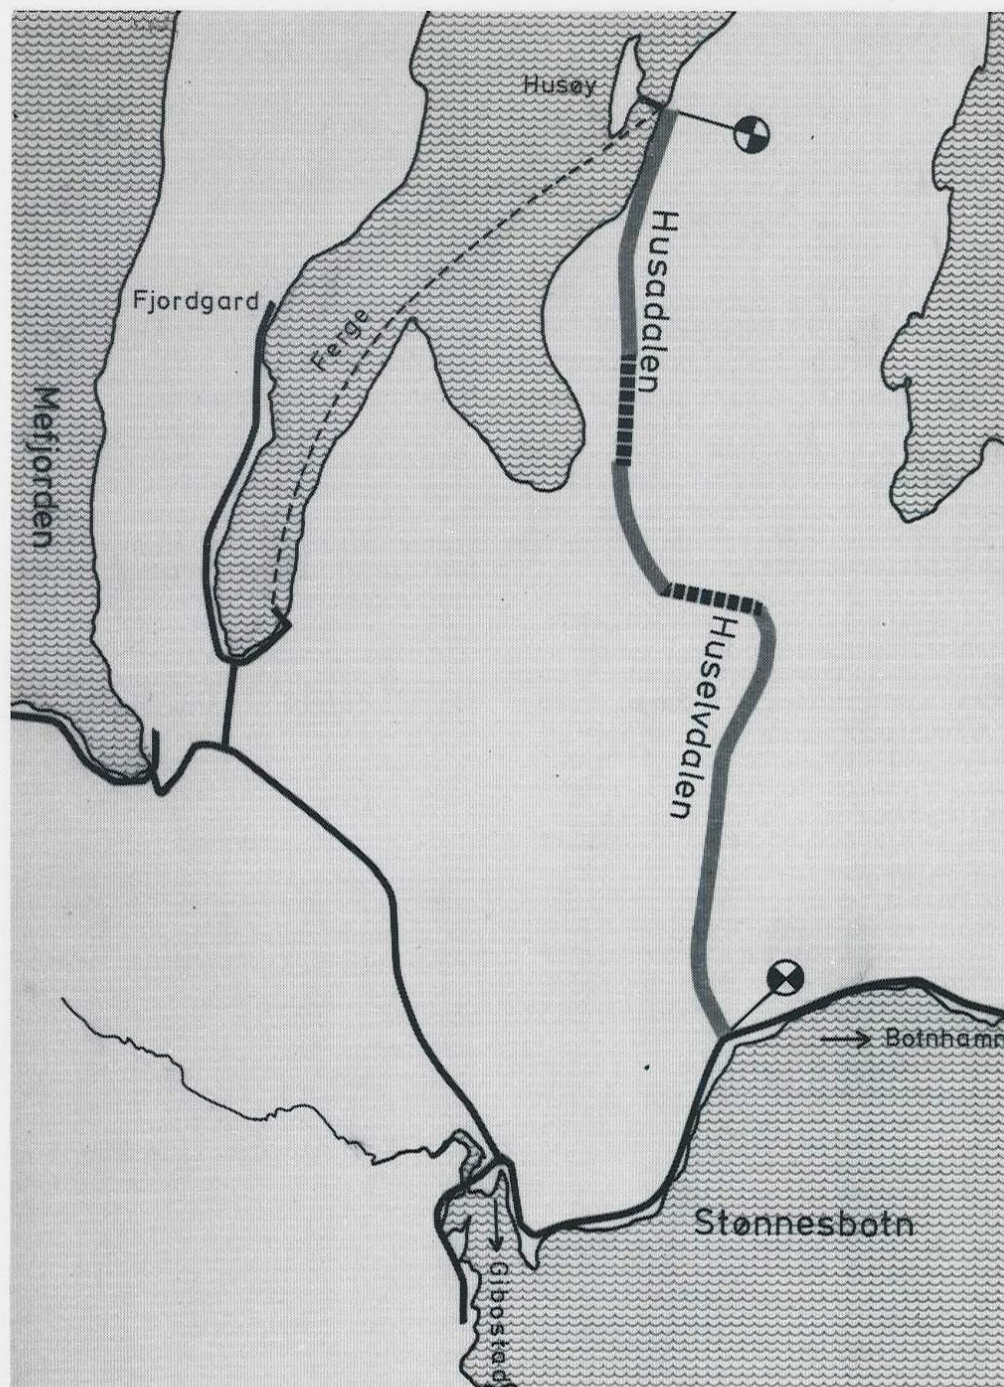 Husøy
Husadalen
Fjordgard
Ferge
Mefjorden
Huselvdalen
Botnhamn
Stønnesbotn
Gibostad